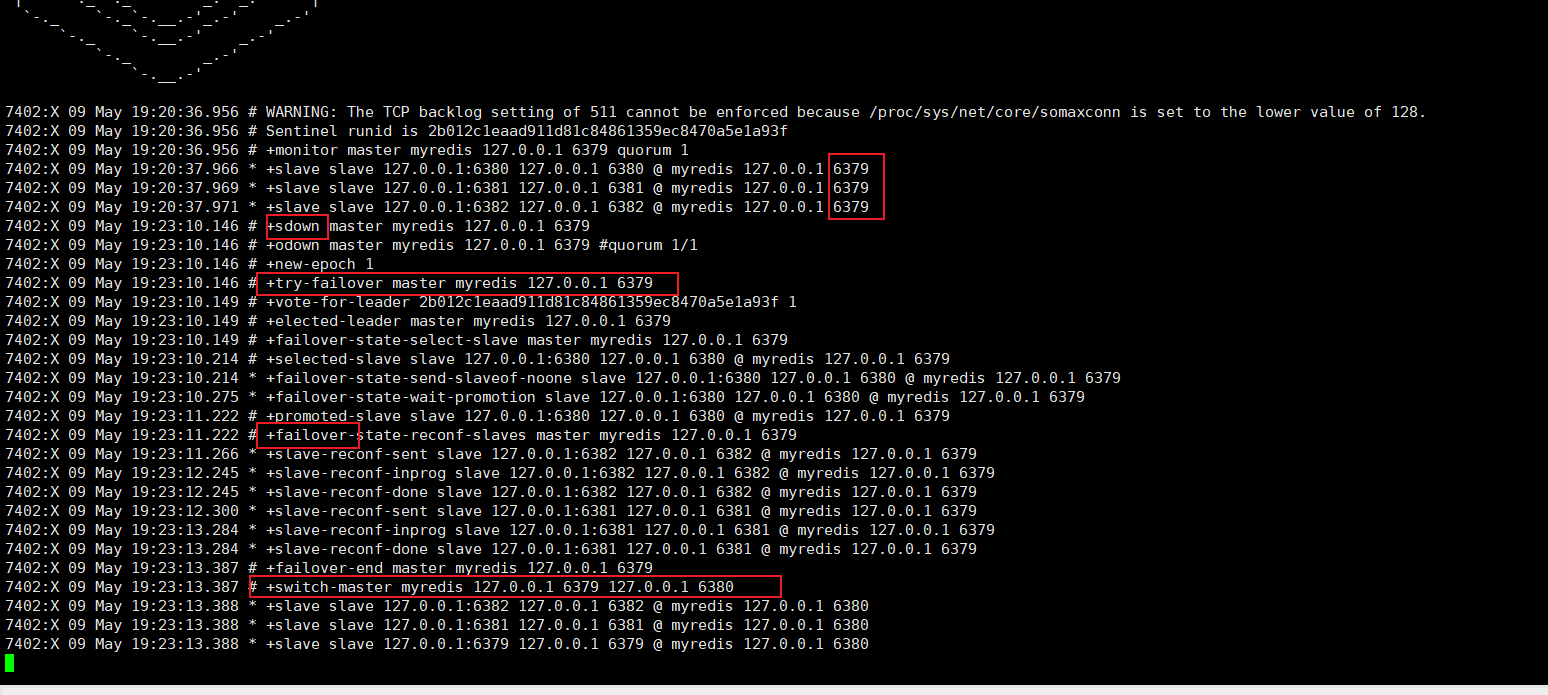 7402:X 09 May 19:20:36.956 # WARNING: The TCP backlog setting of 511 cannot be enforced because /proc/sys/net/core/somaxconn is set to the lower value of 128.
7402:X 09 May 19:20:36.956 # Sentinel runid is 2b012c1eaad911d81c84861359ec8470a5e1a93f
7402:X 09 May 19:20:36.956 # +monitor master myredis 127.0.0.1 6379 quorum 1
7402:X 09 May 19:20:37.966 * +slave slave 127.0.0.1:6380 127.0.0.1 6380 @ myredis 127.0.0.1 6379
7402:X 09 May 19:20:37.969 * +slave slave 127.0.0.1:6381 127.0.0.1 6381 @ myredis 127.0.0.1 6379
7402:X 09 May 19:20:37.971 * +slave slave 127.0.0.1:6382 127.0.0.1 6382 @ myredis 127.0.0.1 6379
7402:X 09 May 19:23:10.146 # +sdown master myredis 127.0.0.1 6379
7402:X 09 May 19:23:10.146 # +odown master myredis 127.0.0.1 6379 #quorum 1/1
7402:X 09 May 19:23:10.146 # +new-epoch 1
7402:X 09 May 19:23:10.146 # +try-failover master myredis 127.0.0.1 6379
7402:X 09 May 19:23:10.149 # +vote-for-leader 2b012c1eaad911d81c84861359ec8470a5e1a93f 1
7402:X 09 May 19:23:10.149 # +elected-leader master myredis 127.0.0.1 6379
7402:X 09 May 19:23:10.149 # +failover-state-select-slave master myredis 127.0.0.1 6379
7402:X 09 May 19:23:10.214 # +selected-slave slave 127.0.0.1:6380 127.0.0.1 6380 @ myredis 127.0.0.1 6379
7402:X 09 May 19:23:10.214 * +failover-state-send-slaveof-noone slave 127.0.0.1:6380 127.0.0.1 6380 @ myredis 127.0.0.1 6379
7402:X 09 May 19:23:10.275 * +failover-state-wait-promotion slave 127.0.0.1:6380 127.0.0.1 6380 @ myredis 127.0.0.1 6379
7402:X 09 May 19:23:11.222 # +promoted-slave slave 127.0.0.1:6380 127.0.0.1 6380 @ myredis 127.0.0.1 6379
7402:X 09 May 19:23:11.222 # +failover-state-reconf-slaves master myredis 127.0.0.1 6379
7402:X 09 May 19:23:11.266 * +slave-reconf-sent slave 127.0.0.1:6382 127.0.0.1 6382 @ myredis 127.0.0.1 6379
7402:X 09 May 19:23:12.245 * +slave-reconf-inprog slave 127.0.0.1:6382 127.0.0.1 6382 @ myredis 127.0.0.1 6379
7402:X 09 May 19:23:12.245 * +slave-reconf-done slave 127.0.0.1:6382 127.0.0.1 6382 @ myredis 127.0.0.1 6379
7402:X 09 May 19:23:12.300 * +slave-reconf-sent slave 127.0.0.1:6381 127.0.0.1 6381 @ myredis 127.0.0.1 6379
7402:X 09 May 19:23:13.284 * +slave-reconf-inprog slave 127.0.0.1:6381 127.0.0.1 6381 @ myredis 127.0.0.1 6379
7402:X 09 May 19:23:13.284 * +slave-reconf-done slave 127.0.0.1:6381 127.0.0.1 6381 @ myredis 127.0.0.1 6379
7402:X 09 May 19:23:13.387 # +failover-end master myredis 127.0.0.1 6379
7402:X 09 May 19:23:13.387 # +switch-master myredis 127.0.0.1 6379 127.0.0.1 6380
7402:X 09 May 19:23:13.388 * +slave slave 127.0.0.1:6382 127.0.0.1 6382 @ myredis 127.0.0.1 6380
7402:X 09 May 19:23:13.388 * +slave slave 127.0.0.1:6381 127.0.0.1 6381 @ myredis 127.0.0.1 6380
7402:X 09 May 19:23:13.388 * +slave slave 127.0.0.1:6379 127.0.0.1 6379 @ myredis 127.0.0.1 6380